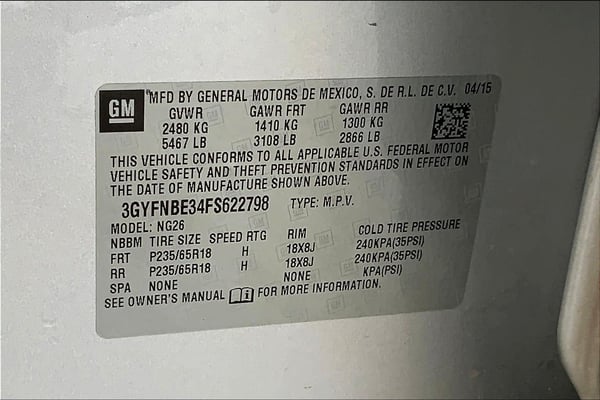 GM
MFD BY GENERAL MOTORS DE MEXICO, S. DE R.L. DE C.V. 04/15
GVWR GAWR FRT GAWR RR
2480 KG 1410 KG 1300 KG
5467 LB 3108 LB 2866 LB
THIS VEHICLE CONFORMS TO ALL APPLICABLE U.S. FEDERAL MOTOR
VEHICLE SAFETY AND THEFT PREVENTION STANDARDS IN EFFECT ON
THE DATE OF MANUFACTURE SHOWN ABOVE.
3GYFNBE34FS622798 TYPE: M.P.V.
MODEL: NG26
NBBM TIRE SIZE SPEED RTG RIM COLD TIRE PRESSURE
FRT P235/65R18 H 18X8J 240KPA(35PSI)
RR P235/65R18 H 18X8J 240KPA(35PSI)
SPA NONE NONE KPA(PSI)
SEE OWNER'S MANUAL FOR MORE INFORMATION.